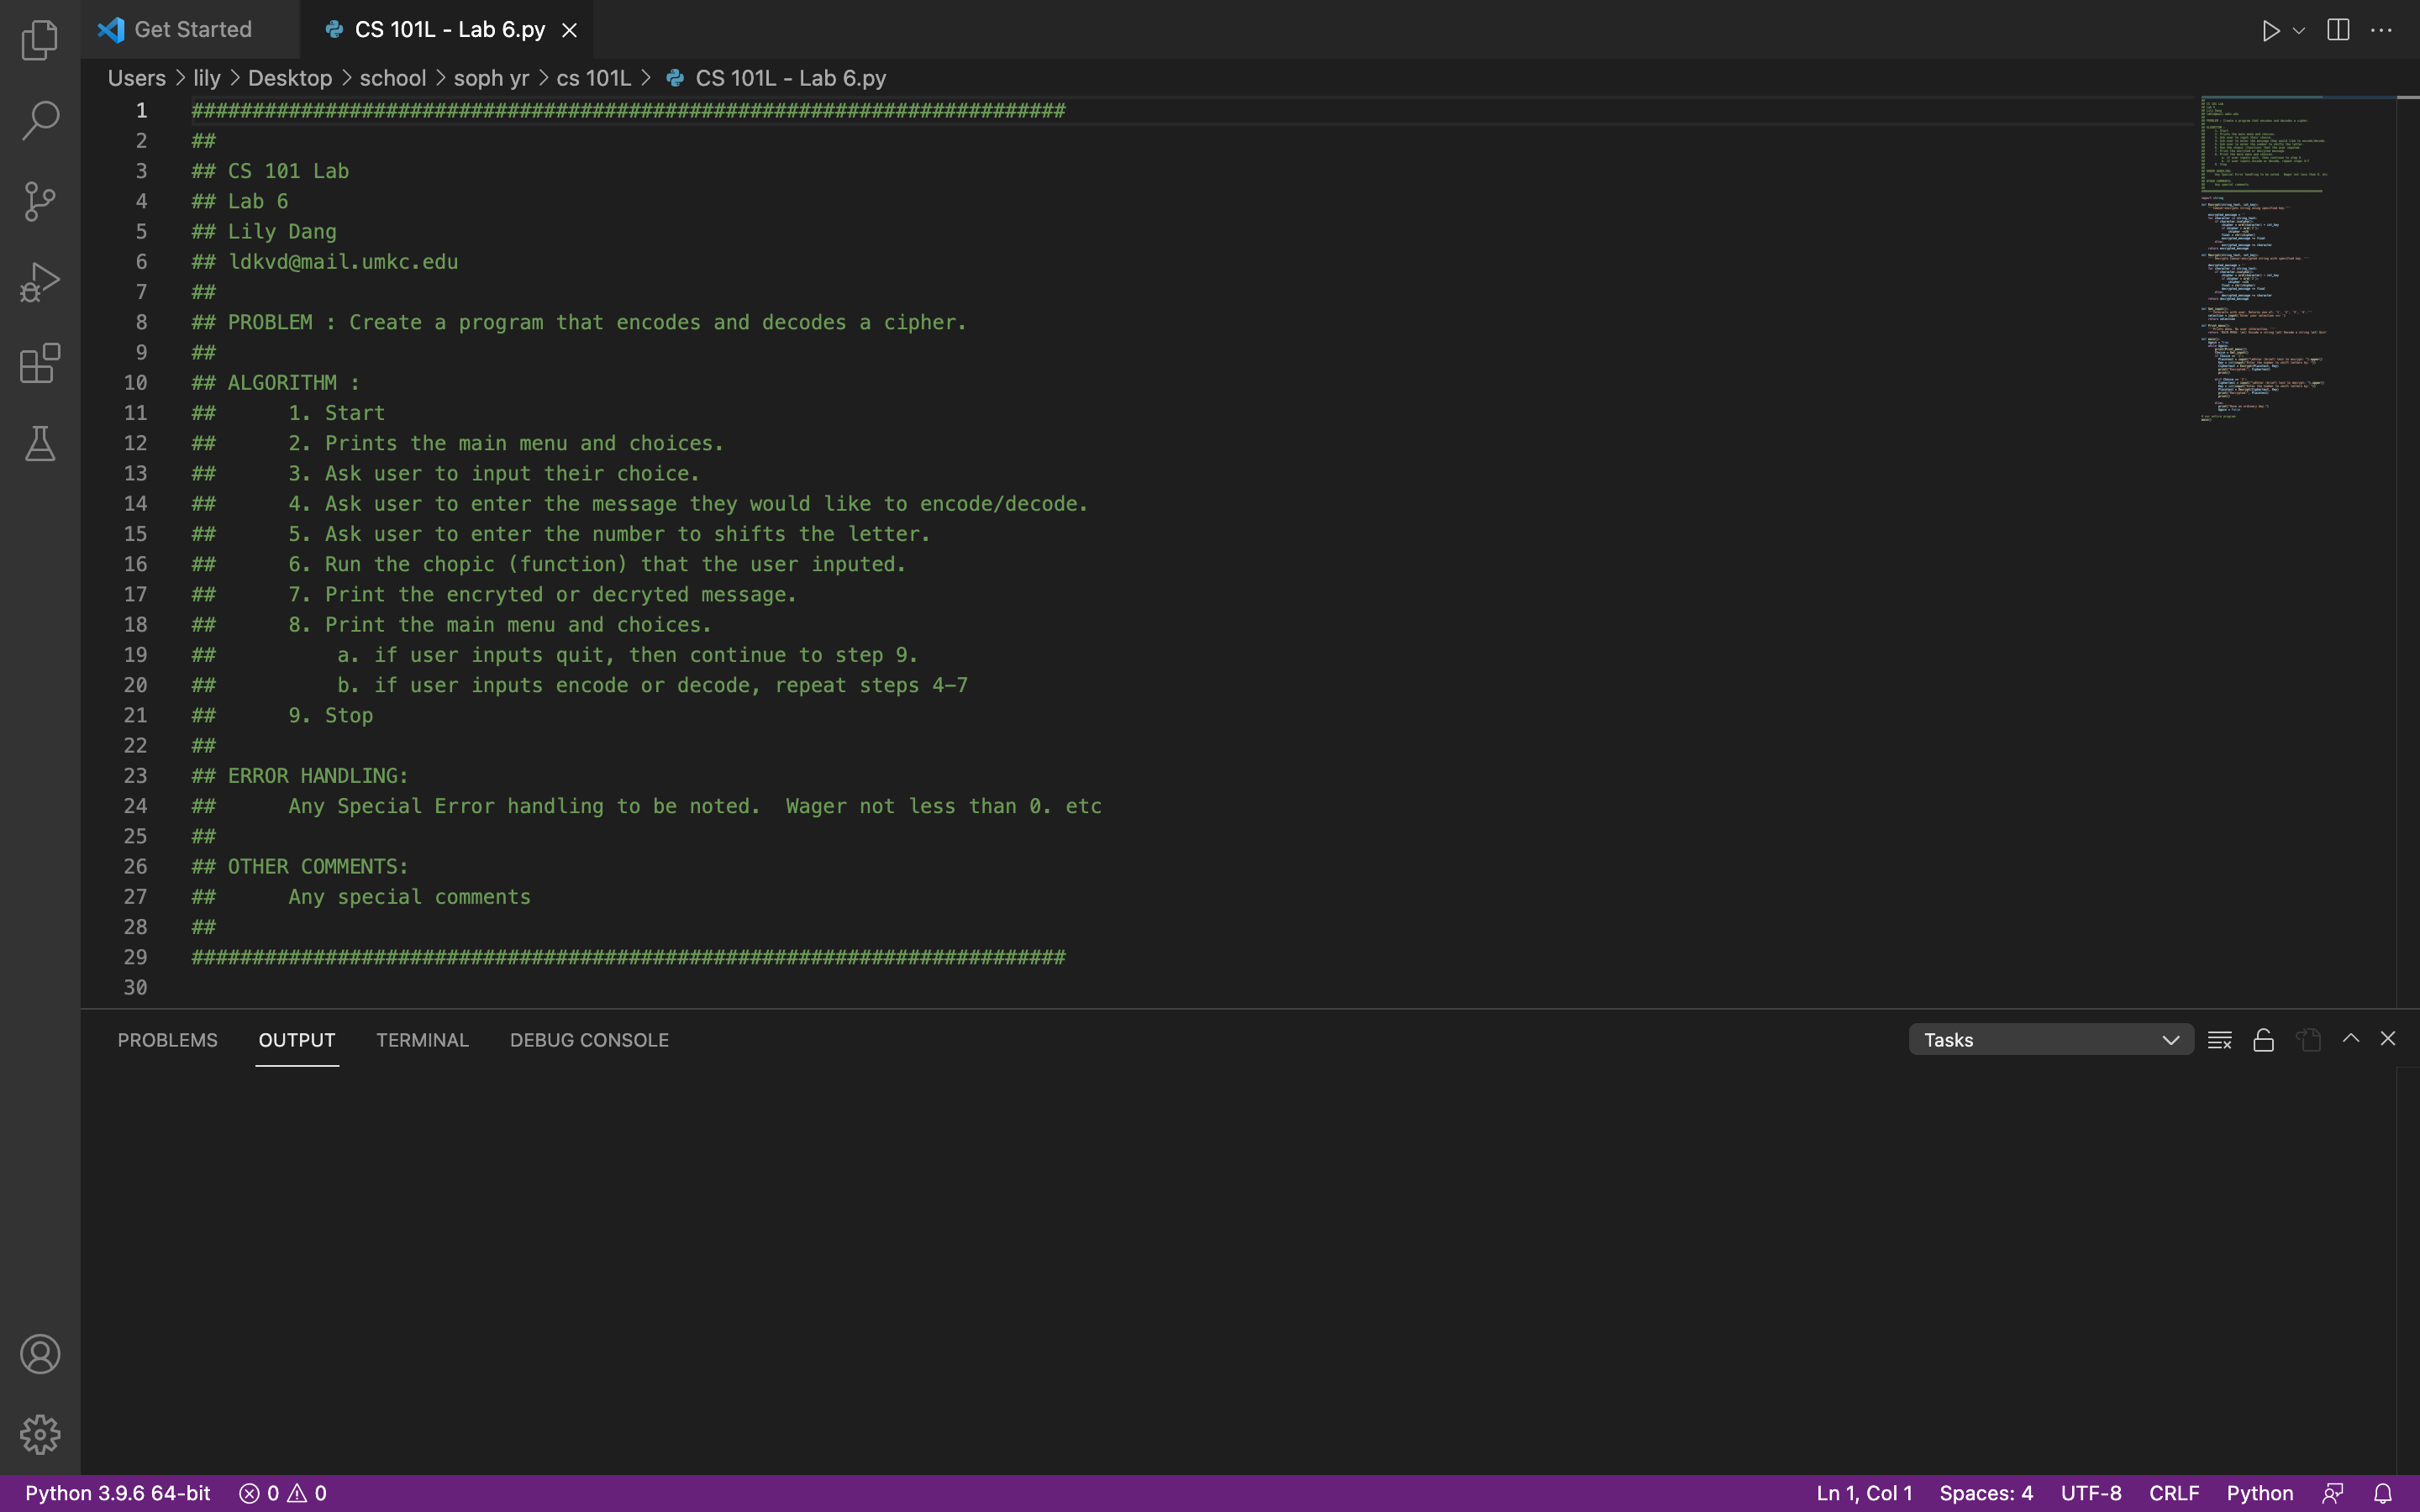 Get Started
CS 101L - Lab 6.py
Users > lily > Desktop > school > soph yr > cs 101L > CS 101L - Lab 6.py
1 ########################################################################
2 ##
3 ## CS 101 Lab
4 ## Lab 6
5 ## Lily Dang
6 ## ldkvd@mail.umkc.edu
7 ##
8 ## PROBLEM : Create a program that encodes and decodes a cipher.
9 ##
10 ## ALGORITHM :
11 ##      1. Start
12 ##      2. Prints the main menu and choices.
13 ##      3. Ask user to input their choice.
14 ##      4. Ask user to enter the message they would like to encode/decode.
15 ##      5. Ask user to enter the number to shifts the letter.
16 ##      6. Run the chopic (function) that the user inputed.
17 ##      7. Print the encryted or decryted message.
18 ##      8. Print the main menu and choices.
19 ##          a. if user inputs quit, then continue to step 9.
20 ##          b. if user inputs encode or decode, repeat steps 4-7
21 ##      9. Stop
22 ##
23 ## ERROR HANDLING:
24 ##      Any Special Error handling to be noted.  Wager not less than 0. etc
25 ##
26 ## OTHER COMMENTS:
27 ##      Any special comments
28 ##
29 ########################################################################
30
PROBLEMS OUTPUT TERMINAL DEBUG CONSOLE
Tasks
Python 3.9.6 64-bit 0 0
Ln 1, Col 1 Spaces: 4 UTF-8 CRLF Python